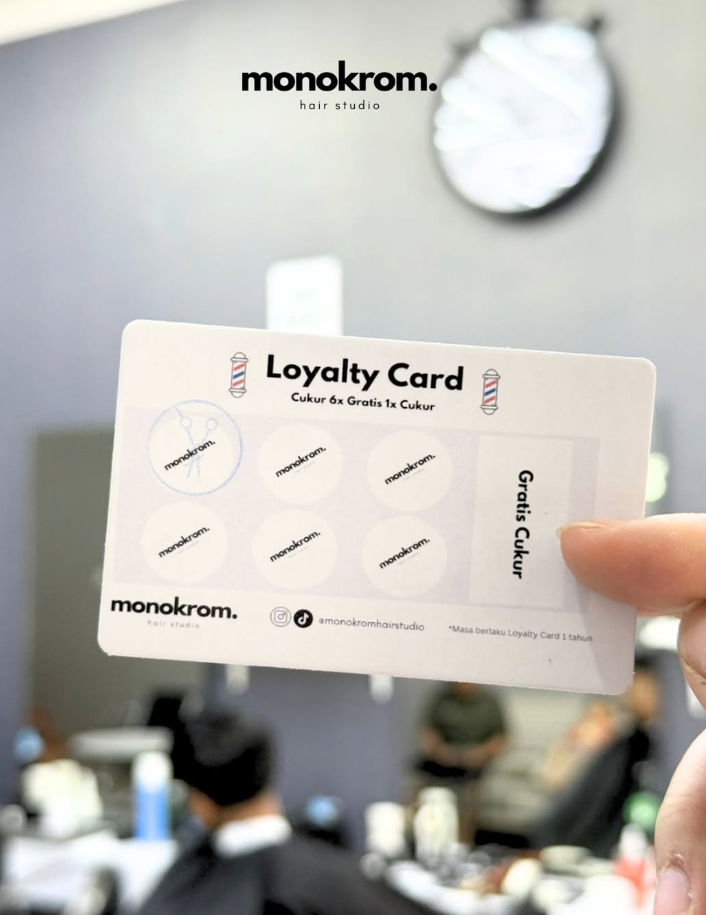 monokrom.
hair studio
Loyalty Card
Cukur 6x Gratis 1x Cukur
monokrom.
monokrom.
monokrom.
monokrom.
monokrom.
monokrom.
Gratis Cukur
monokrom.
hair studio
@monokromhairstudio
*Masa berlaku Loyalty Card 1 tahun